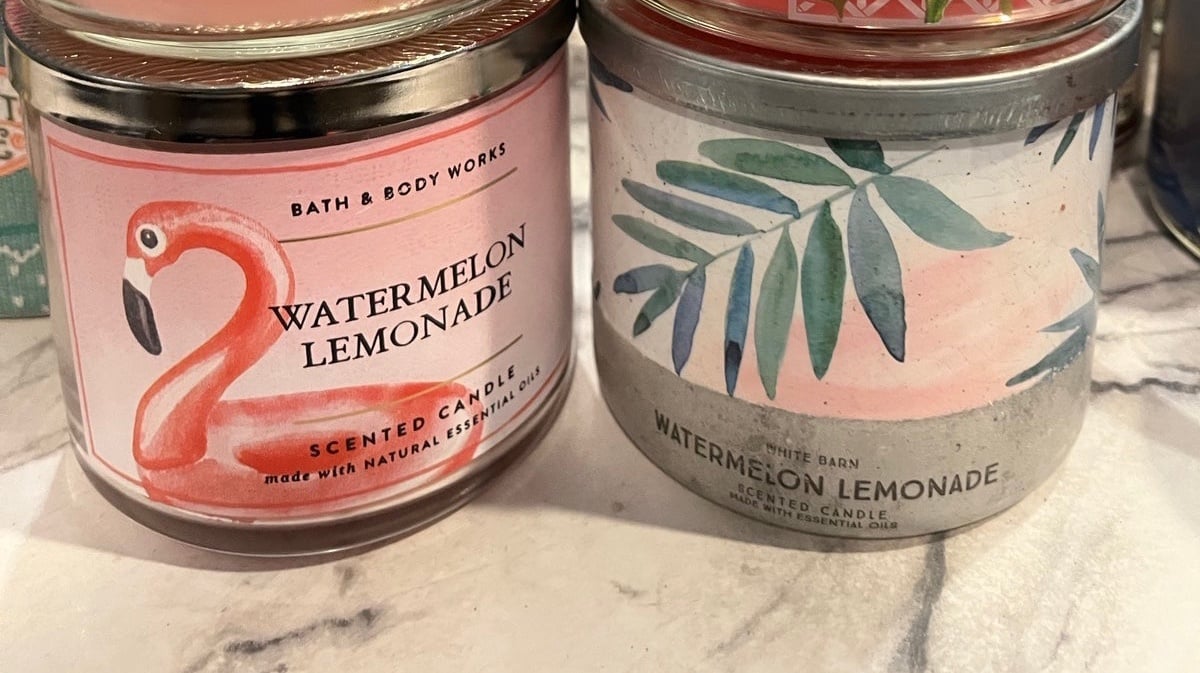 BATH & BODY WORKS
WATERMELON
LEMONADE
SCENTED CANDLE
made with NATURAL ESSENTIAL OILS
WHITE BARN
WATERMELON LEMONADE
SCENTED CANDLE
MADE WITH ESSENTIAL OILS